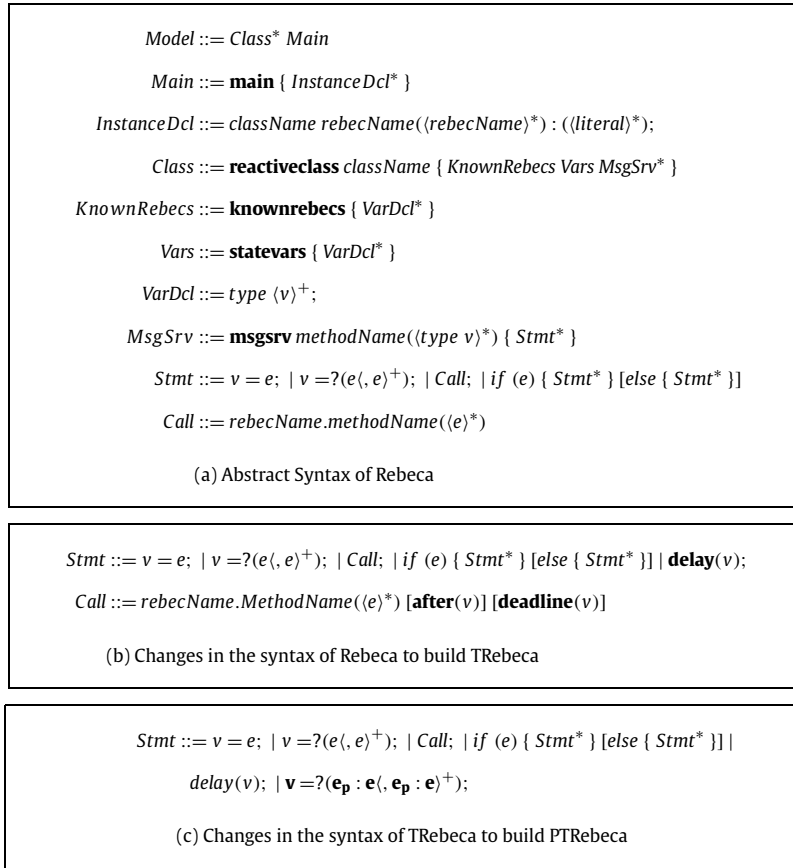 Model ::= Class* Main
Main ::= main { InstanceDcl* }
InstanceDcl ::= className rebecName(⟨rebecName⟩*) : (⟨literal⟩*);
Class ::= reactiveclass className { KnownRebecs Vars MsgSrv* }
KnownRebecs ::= knownrebecs { VarDcl* }
Vars ::= statevars { VarDcl* }
VarDcl ::= type ⟨v⟩+;
MsgSrv ::= msgsrv methodName(⟨type v⟩*) { Stmt* }
Stmt ::= v = e; | v =?(e⟨, e⟩+); | Call; | if (e) { Stmt* } [else { Stmt* }]
Call ::= rebecName.methodName(⟨e⟩*)
(a) Abstract Syntax of Rebeca
Stmt ::= v = e; | v =?(e⟨, e⟩+); | Call; | if (e) { Stmt* } [else { Stmt* }] | delay(v);
Call ::= rebecName.MethodName(⟨e⟩*) [after(v)] [deadline(v)]
(b) Changes in the syntax of Rebeca to build TRebeca
Stmt ::= v = e; | v =?(e⟨, e⟩+); | Call; | if (e) { Stmt* } [else { Stmt* }] |
delay(v); | v =?(eₚ : e⟨, eₚ : e⟩+);
(c) Changes in the syntax of TRebeca to build PTRebeca